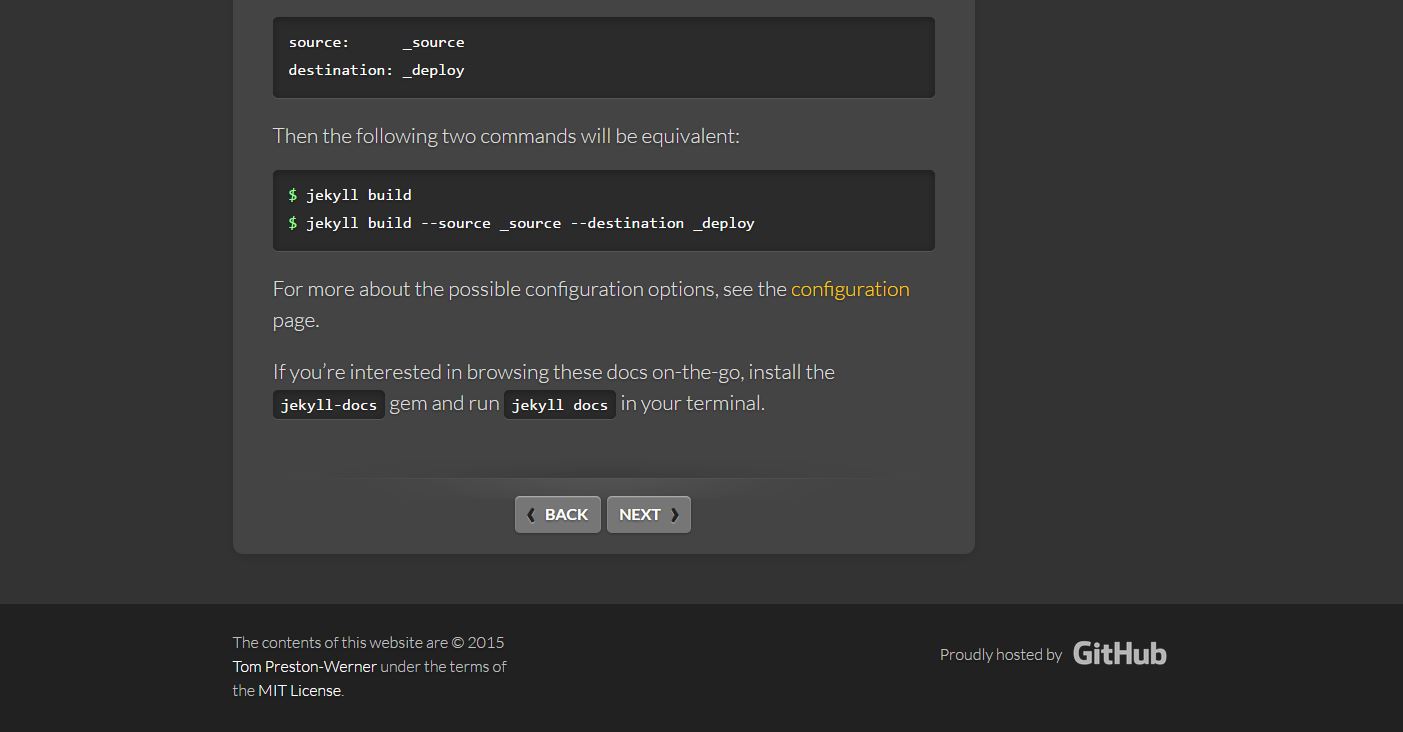 source:      _source
destination: _deploy
Then the following two commands will be equivalent:
$ jekyll build
$ jekyll build --source _source --destination _deploy
For more about the possible configuration options, see the configuration
page.
If you’re interested in browsing these docs on-the-go, install the
jekyll-docs gem and run jekyll docs in your terminal.
❮ BACK NEXT ❯
The contents of this website are © 2015
Tom Preston-Werner under the terms of
the MIT License.
Proudly hosted by GitHub